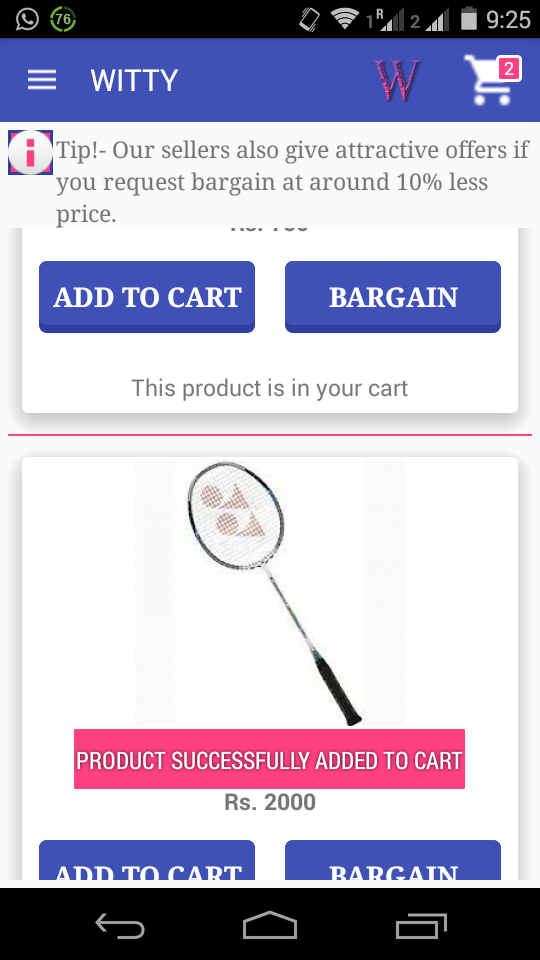 76
1 R 2 9:25
WITTY W 2
Tip!- Our sellers also give attractive offers if
you request bargain at around 10% less
price.
ADD TO CART BARGAIN
This product is in your cart
PRODUCT SUCCESSFULLY ADDED TO CART
Rs. 2000
ADD TO CART BARGAIN